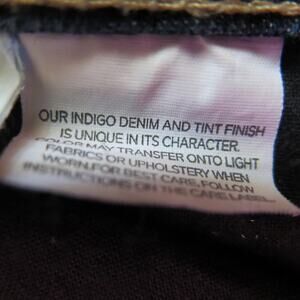 OUR INDIGO DENIM AND TINT FINISH
IS UNIQUE IN ITS CHARACTER.
COLOR MAY TRANSFER ONTO LIGHT
FABRICS OR UPHOLSTERY WHEN
WORN. FOR BEST CARE, FOLLOW
INSTRUCTIONS ON THE CARE LABEL.